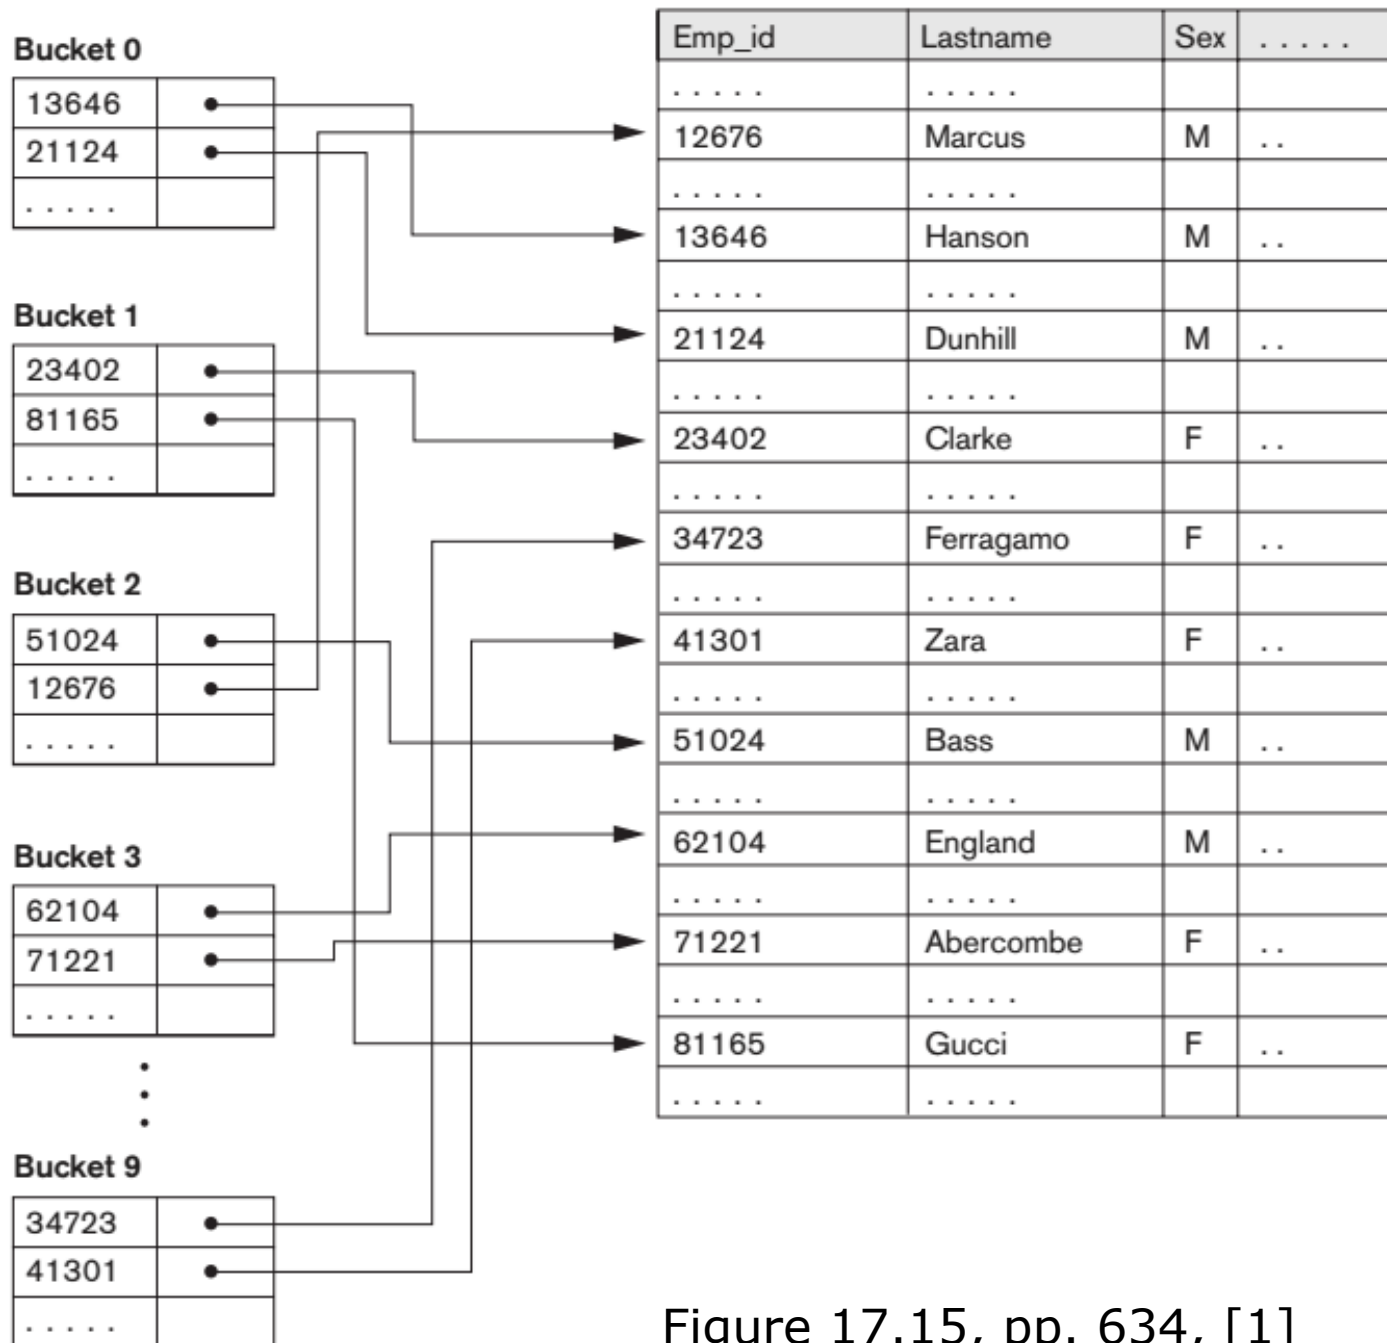 Bucket 0
13646
21124
. . . . .
Bucket 1
23402
81165
. . . . .
Bucket 2
51024
12676
. . . . .
Bucket 3
62104
71221
. . . . .
Bucket 9
34723
41301
. . . . .
Emp_id Lastname Sex . . . . .
. . . . . . . . . .
12676 Marcus M . .
. . . . . . . . . .
13646 Hanson M . .
. . . . . . . . . .
21124 Dunhill M . .
. . . . . . . . . .
23402 Clarke F . .
. . . . . . . . . .
34723 Ferragamo F . .
. . . . . . . . . .
41301 Zara F . .
. . . . . . . . . .
51024 Bass M . .
. . . . . . . . . .
62104 England M . .
. . . . . . . . . .
71221 Abercombe F . .
. . . . . . . . . .
81165 Gucci F . .
. . . . . . . . . .
Figure 17.15, pp. 634, [1]